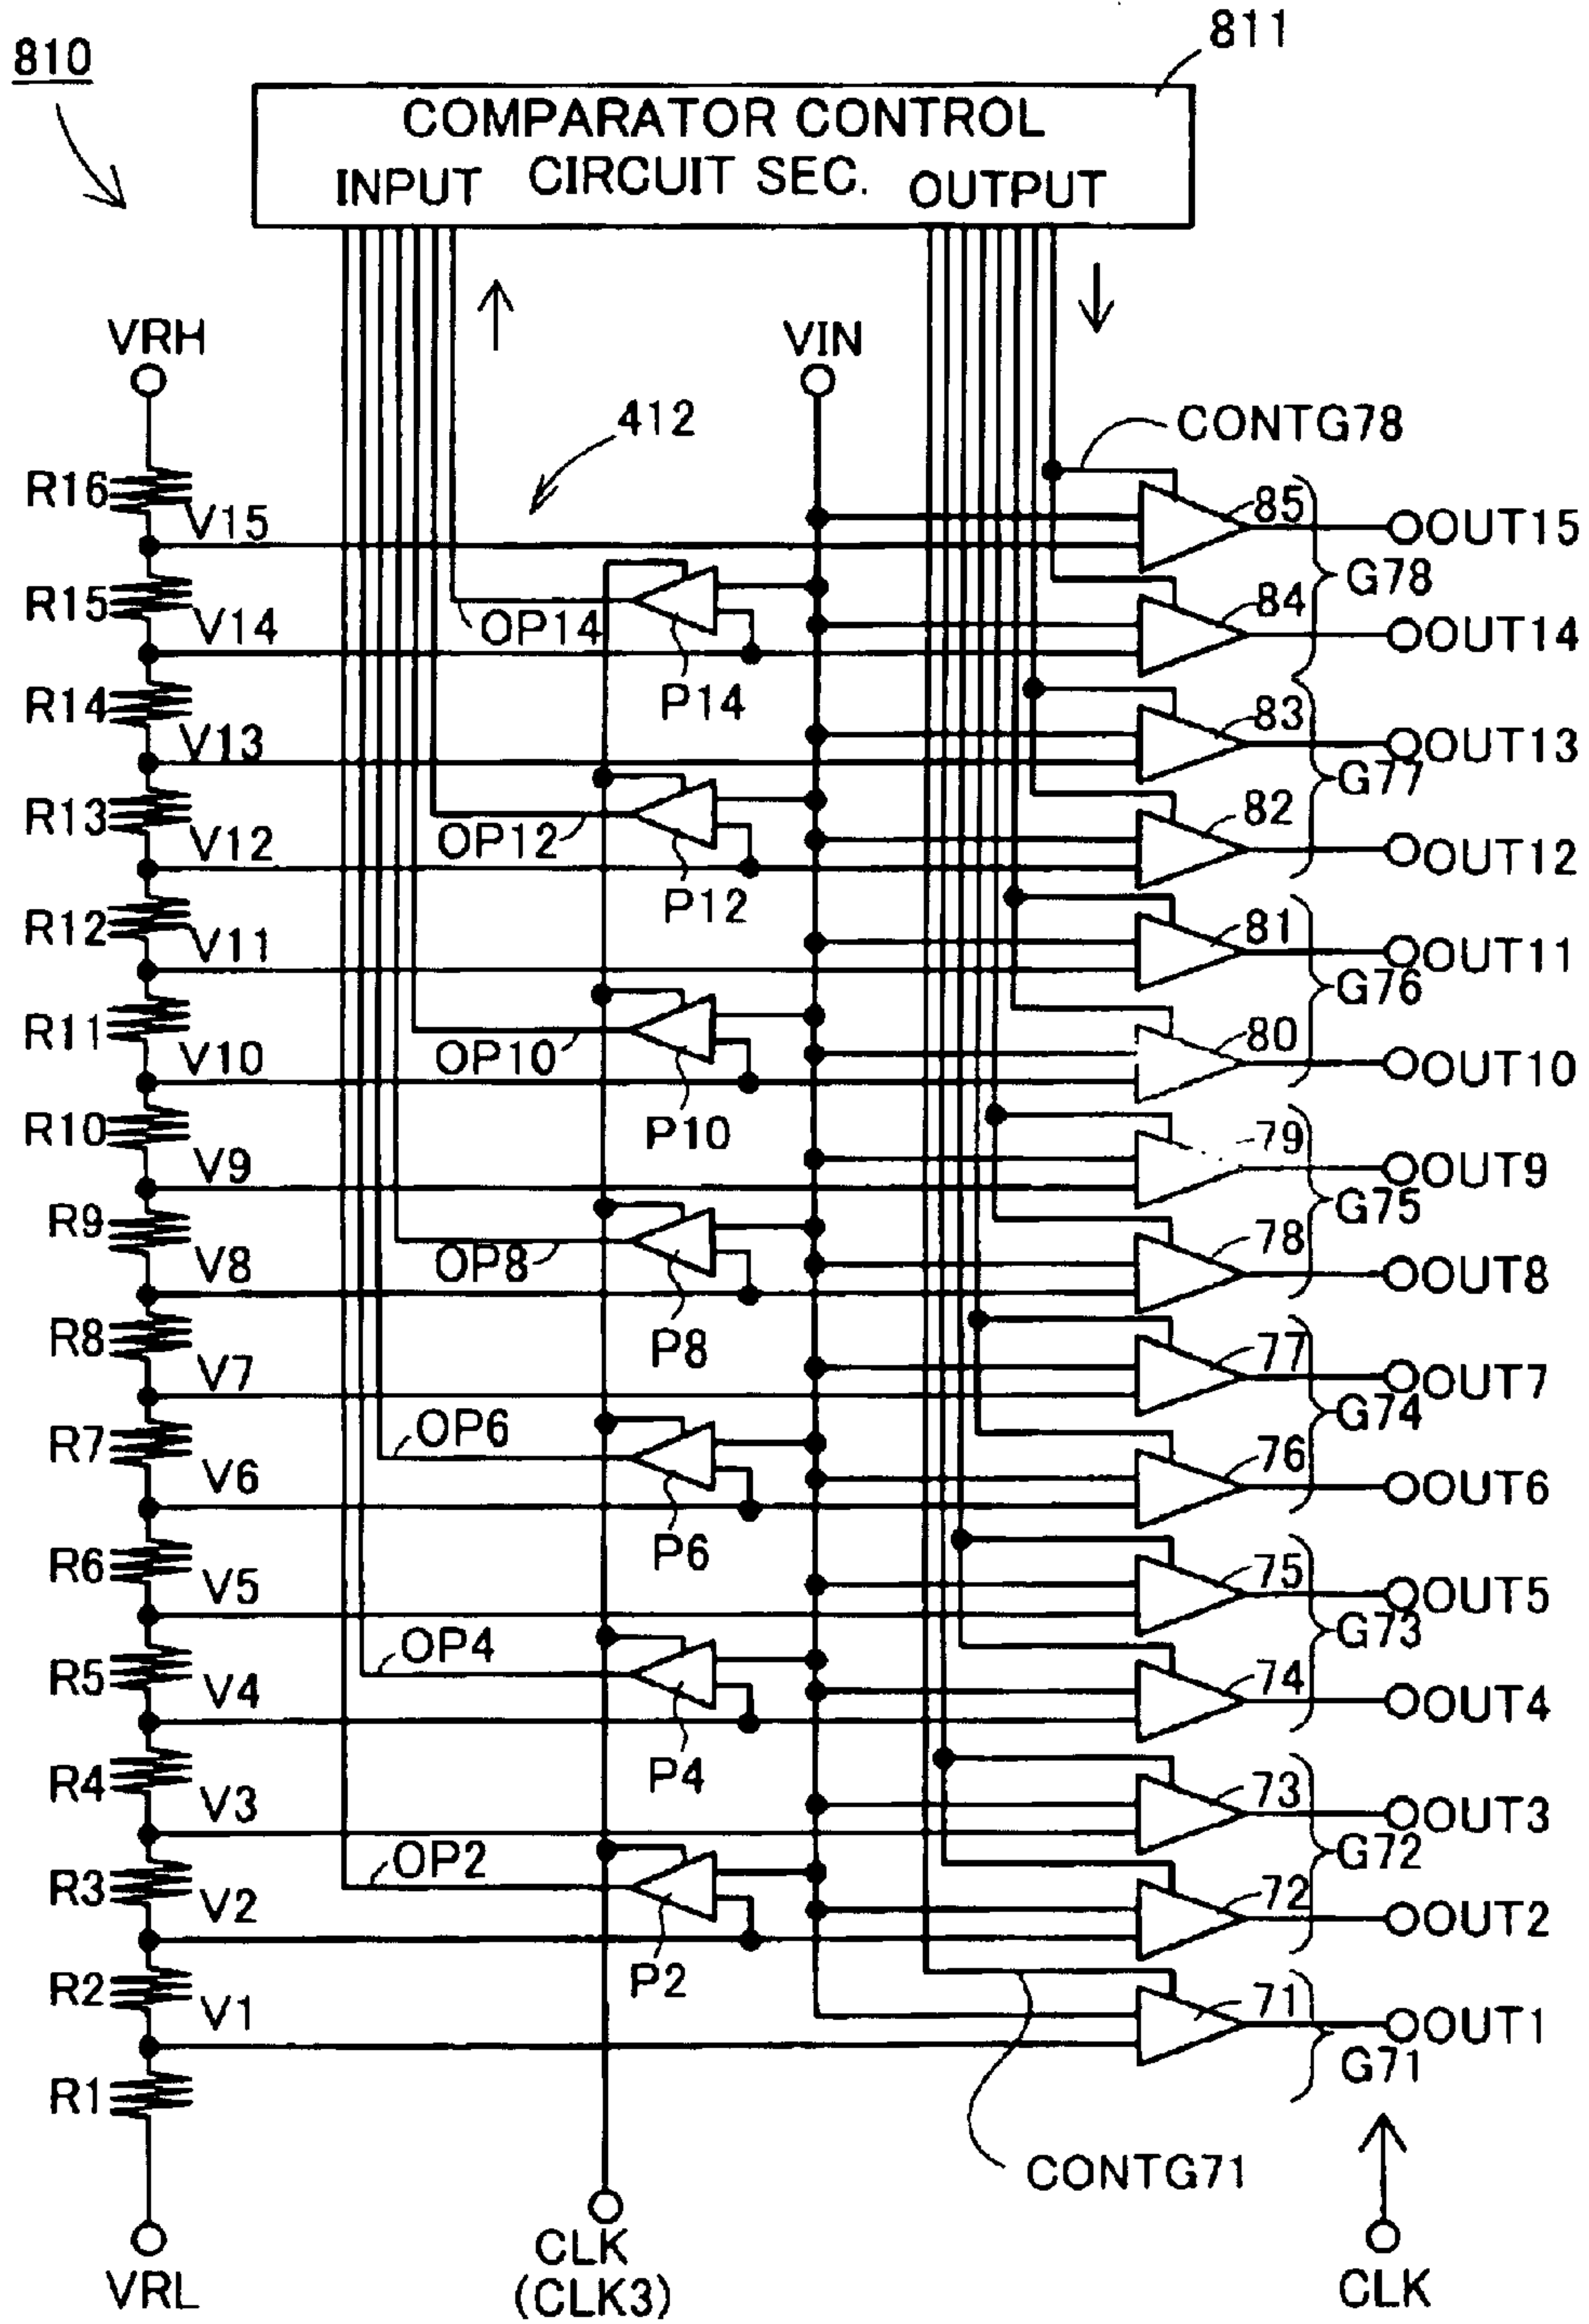 811
810
COMPARATOR CONTROL
CIRCUIT SEC.
INPUT
OUTPUT
VRH
VIN
412
CONTG78
R16
V15
85
OUT15
G78
R15
V14
OP14
84
OUT14
P14
R14
V13
83
OUT13
G77
R13
V12
OP12
82
OUT12
P12
R12
V11
81
OUT11
G76
R11
V10
OP10
80
OUT10
P10
R10
V9
79
OUT9
G75
R9
V8
OP8
78
OUT8
P8
R8
V7
77
OUT7
G74
R7
V6
OP6
76
OUT6
P6
R6
V5
75
OUT5
G73
R5
V4
OP4
74
OUT4
P4
R4
V3
73
OUT3
G72
R3
V2
OP2
72
OUT2
P2
R2
V1
71
OUT1
G71
R1
CONTG71
VRL
CLK
(CLK3)
CLK